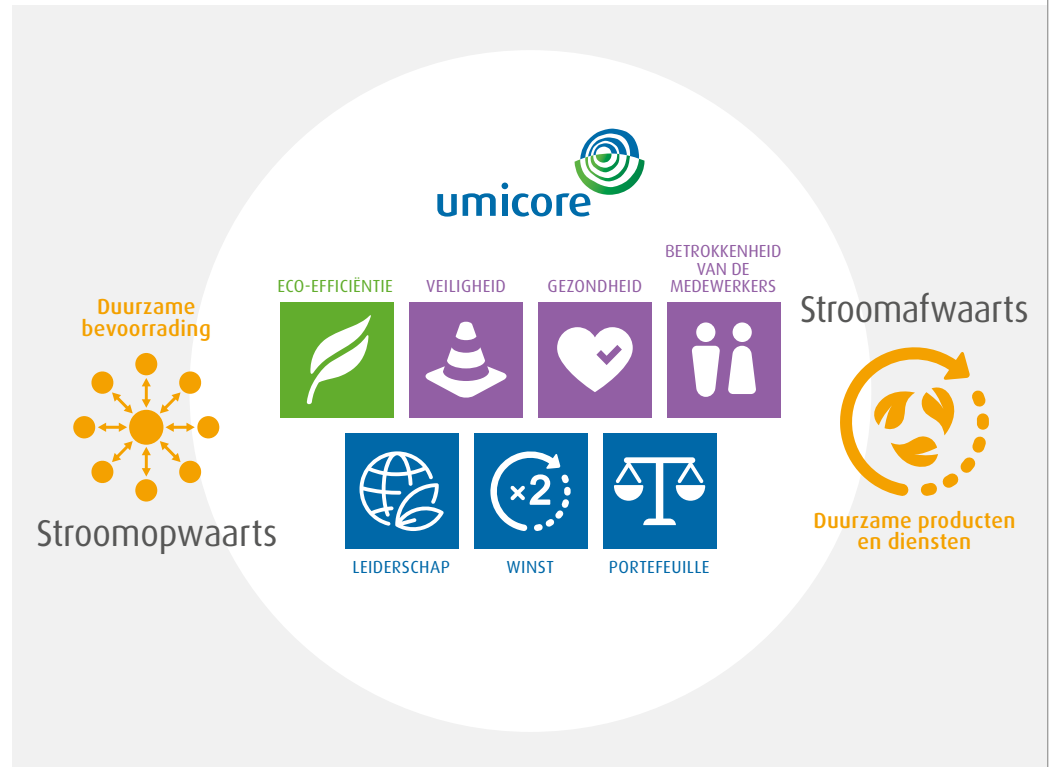 umicore
ECO-EFFICIËNTIE
VEILIGHEID
GEZONDHEID
BETROKKENHEID
VAN DE
MEDEWERKERS
Duurzame
bevoorrading
Stroomopwaarts
×2
LEIDERSCHAP
WINST
PORTEFEUILLE
Stroomafwaarts
Duurzame producten
en diensten